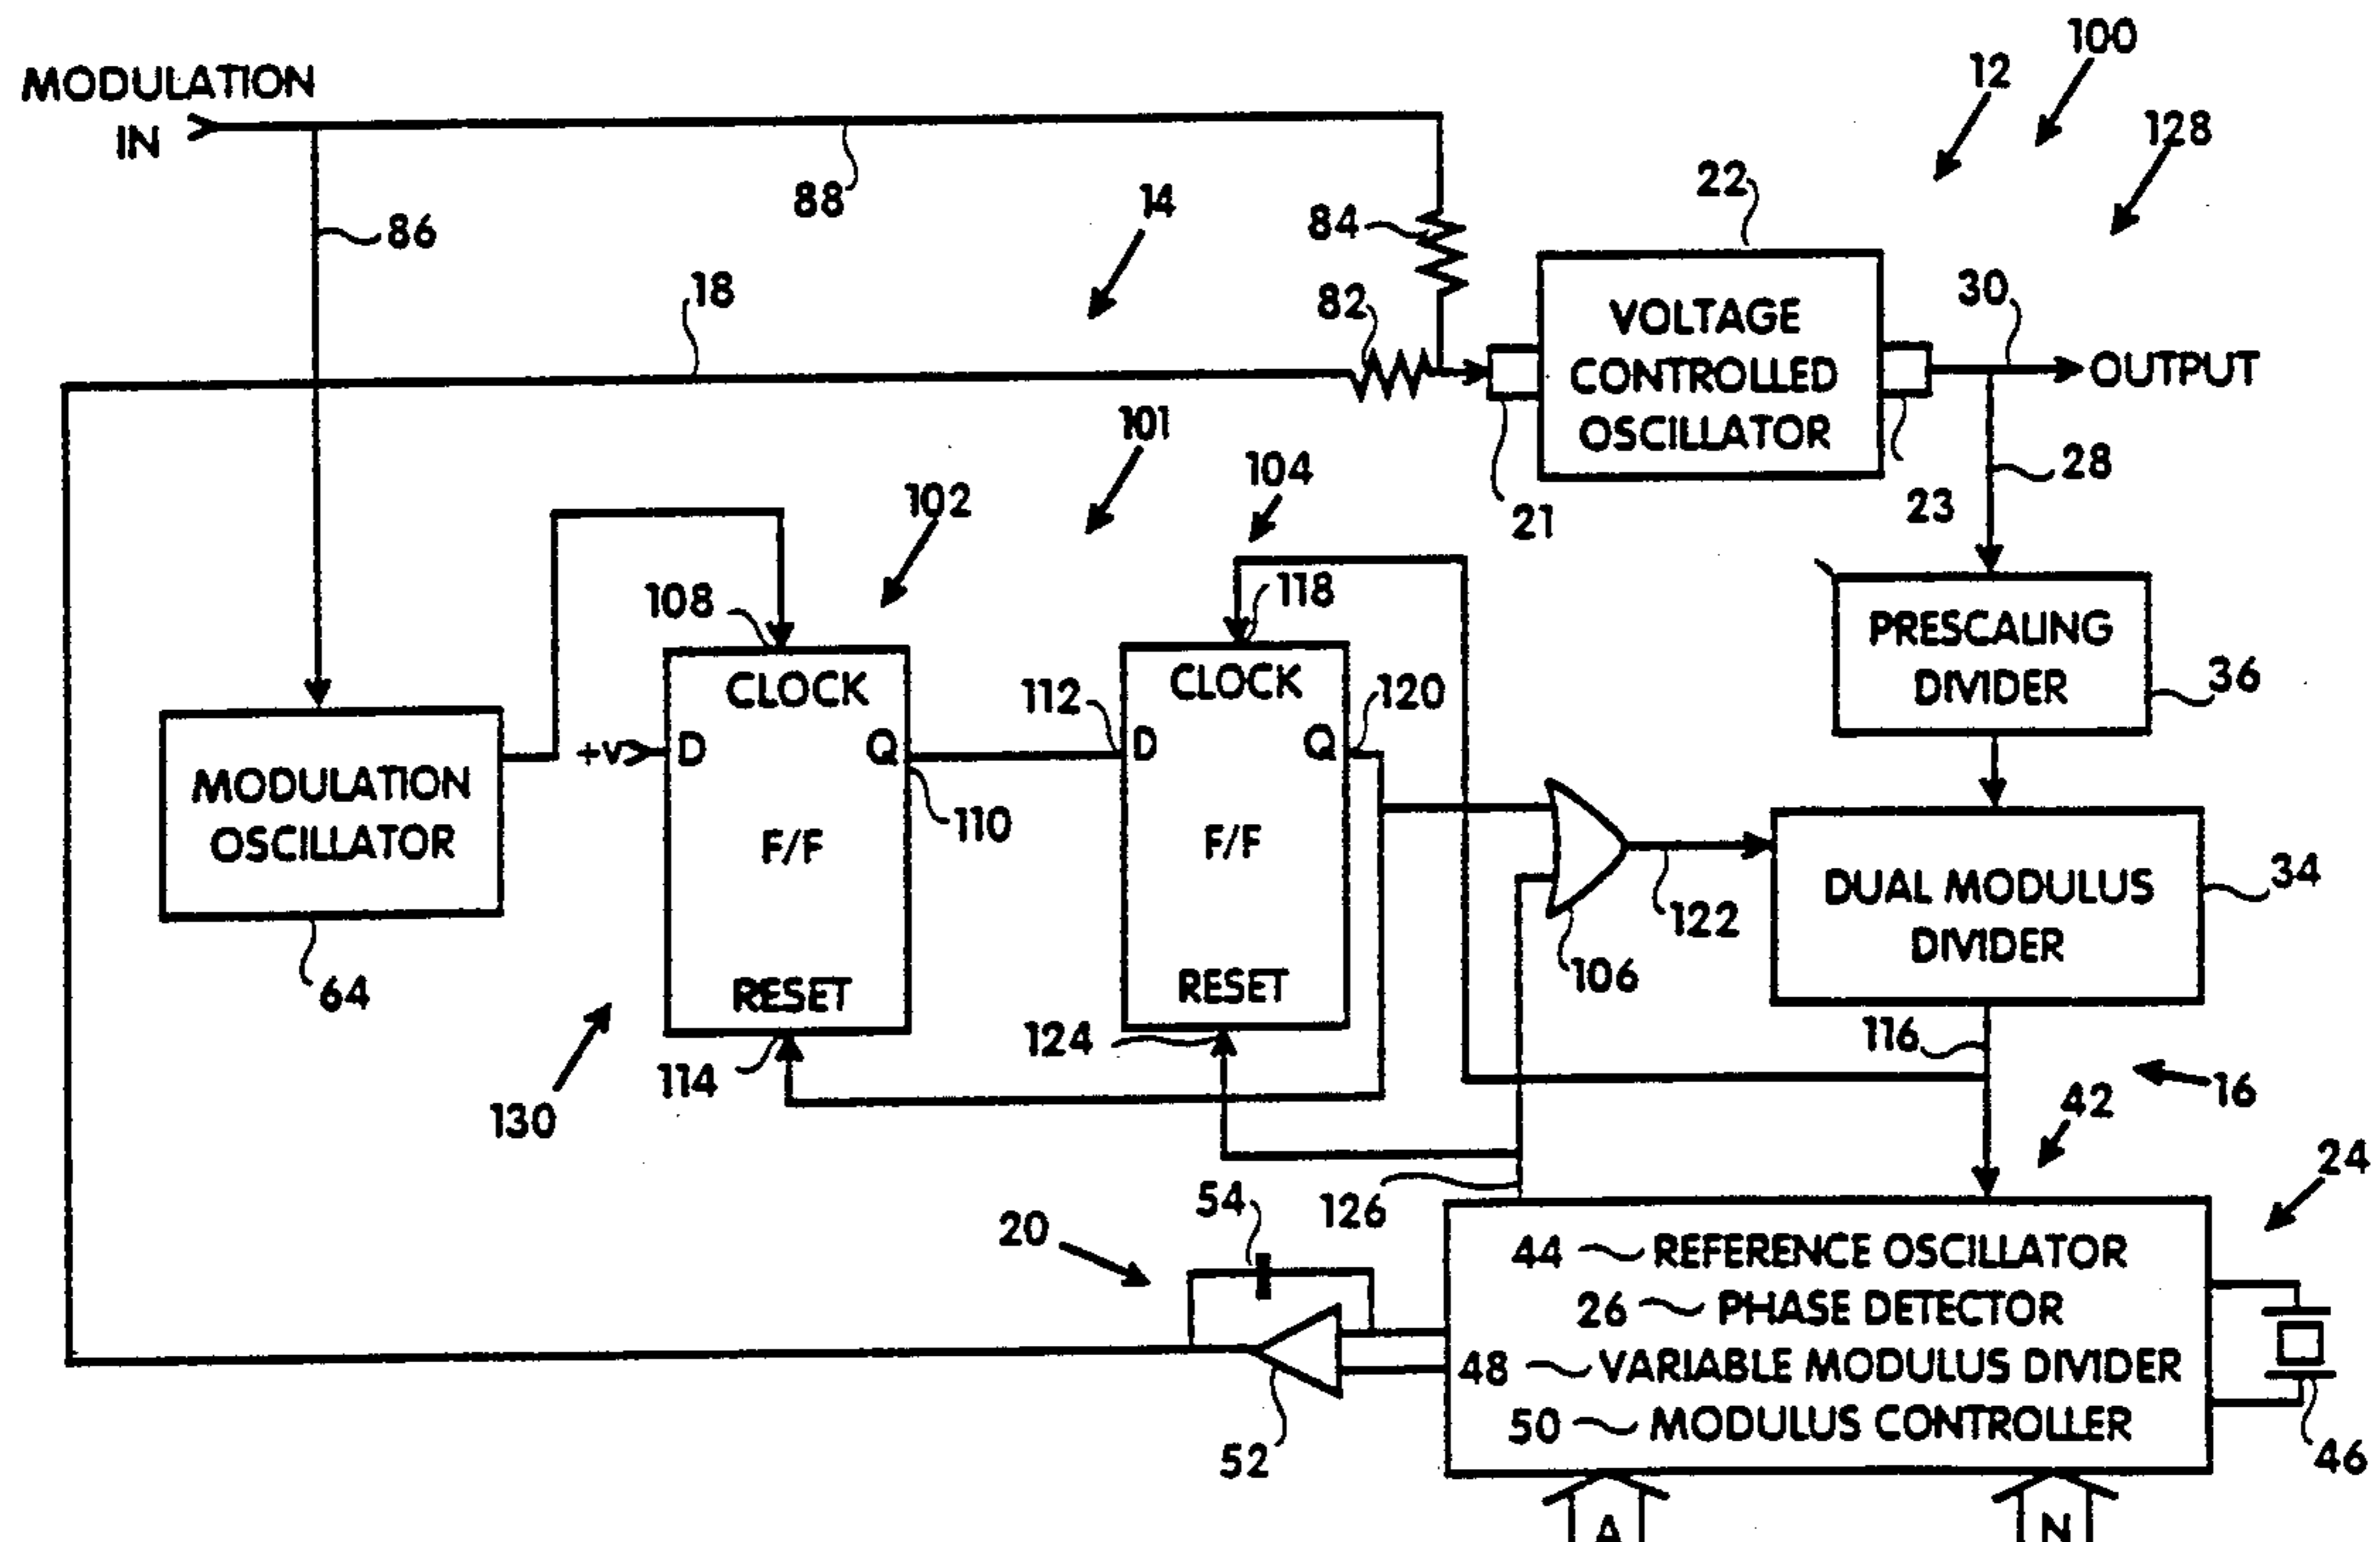 100
12
MODULATION
IN
128
88
14
22
86
84
18
82
30
VOLTAGE
CONTROLLED
OSCILLATOR
OUTPUT
101
104
28
102
21
23
108
118
PRESCALING
DIVIDER
36
CLOCK
CLOCK
112
120
+V
D
Q
D
Q
110
MODULATION
OSCILLATOR
F/F
F/F
DUAL MODULUS
DIVIDER
34
122
106
64
RESET
RESET
124
116
114
130
16
42
24
126
54
20
44 REFERENCE OSCILLATOR
26 PHASE DETECTOR
48 VARIABLE MODULUS DIVIDER
50 MODULUS CONTROLLER
52
46
A
N